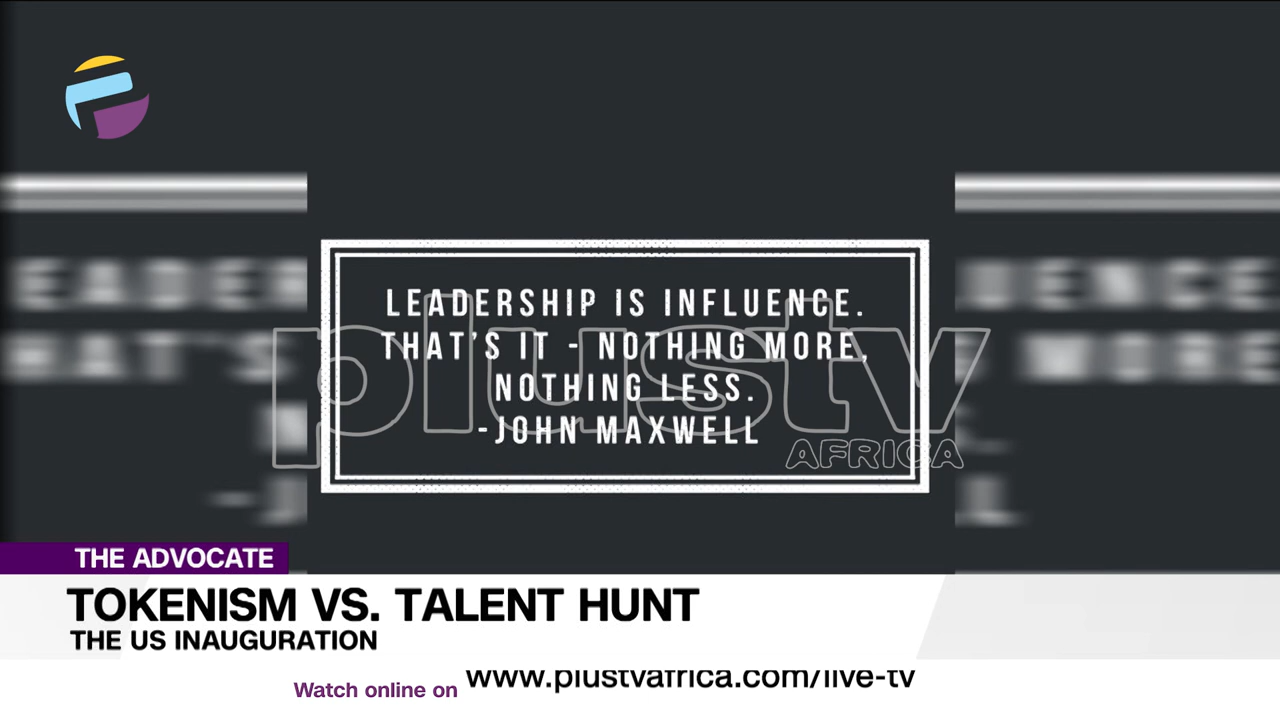 LEADERSHIP IS INFLUENCE.
THAT'S IT - NOTHING MORE,
NOTHING LESS.
-JOHN MAXWELL
plustv
AFRICA
THE ADVOCATE
TOKENISM VS. TALENT HUNT
THE US INAUGURATION
Watch online on www.plustvafrica.com/live-tv